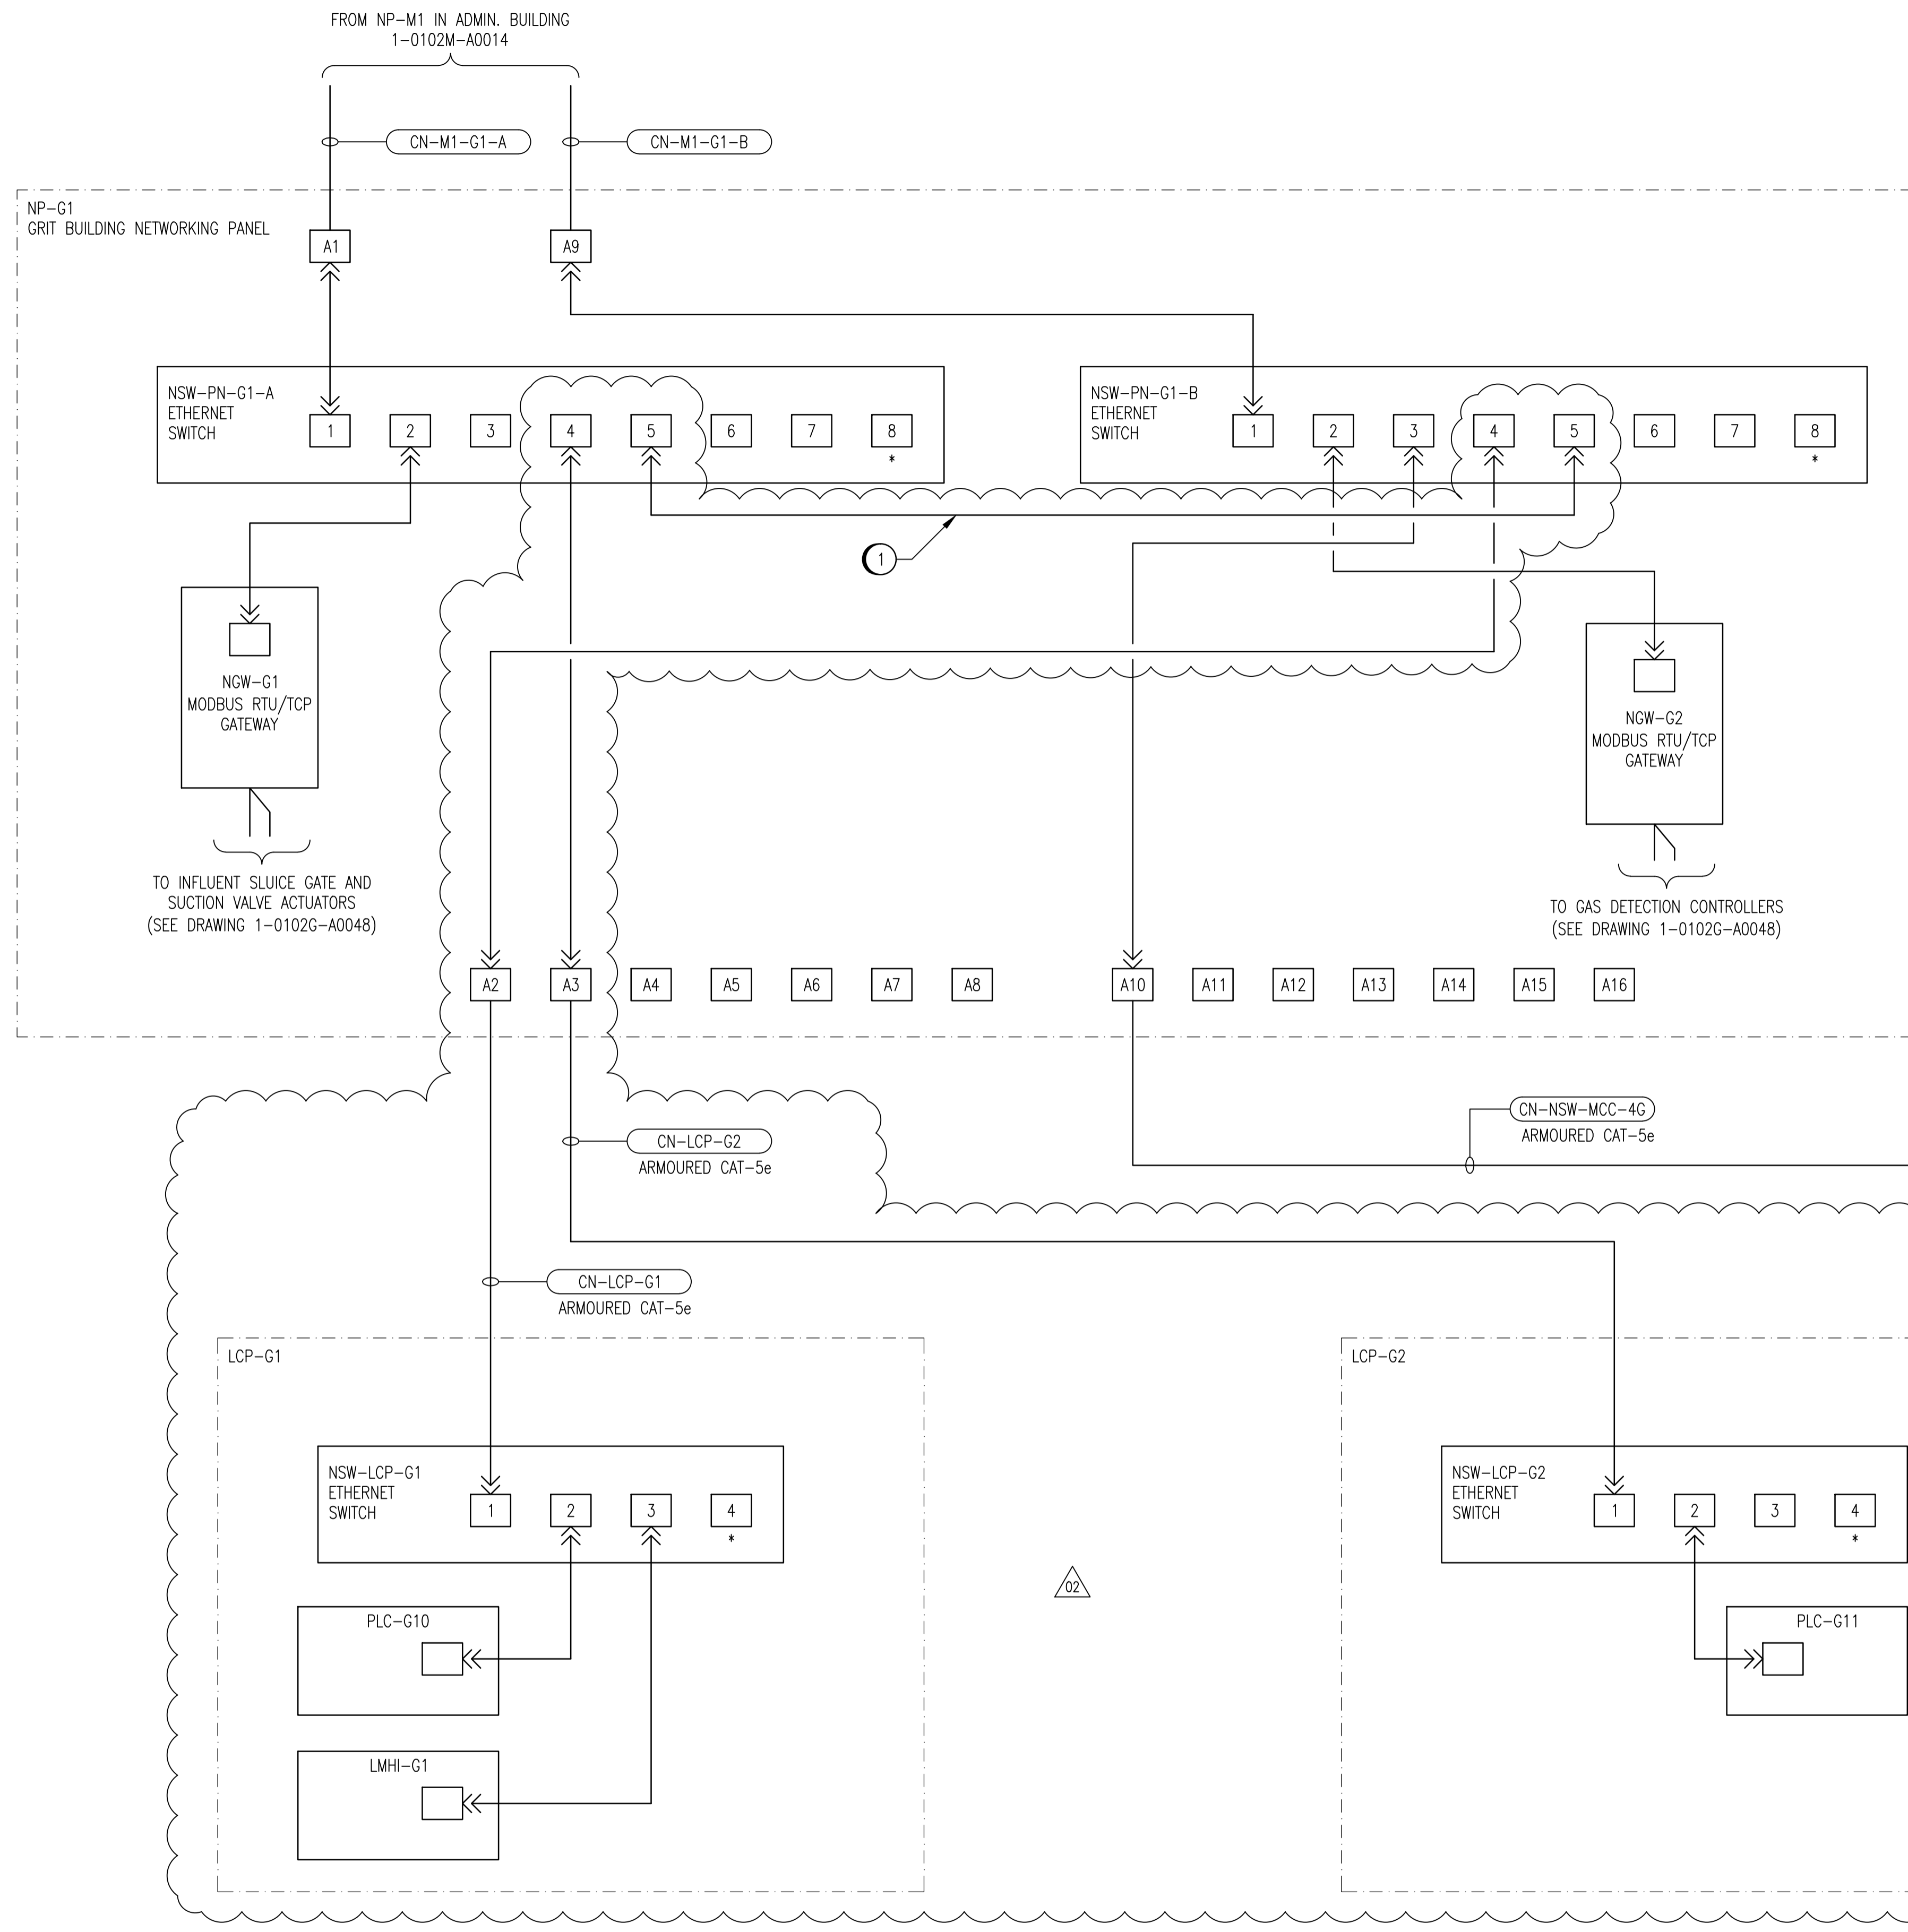 FROM NP-M1 IN ADMIN. BUILDING
1-0102M-A0014
CN-M1-G1-A
CN-M1-G1-B
NP-G1
GRIT BUILDING NETWORKING PANEL
A1
A9
NSW-PN-G1-A
ETHERNET
SWITCH
1
2
3
4
5
6
7
8
*
NSW-PN-G1-B
ETHERNET
SWITCH
1
2
3
4
5
6
7
8
*
1
NGW-G1
MODBUS RTU/TCP
GATEWAY
NGW-G2
MODBUS RTU/TCP
GATEWAY
TO INFLUENT SLUICE GATE AND
SUCTION VALVE ACTUATORS
(SEE DRAWING 1-0102G-A0048)
TO GAS DETECTION CONTROLLERS
(SEE DRAWING 1-0102G-A0048)
A2
A3
A4
A5
A6
A7
A8
A10
A11
A12
A13
A14
A15
A16
CN-NSW-MCC-4G
ARMOURED CAT-5e
CN-LCP-G2
ARMOURED CAT-5e
CN-LCP-G1
ARMOURED CAT-5e
LCP-G1
LCP-G2
NSW-LCP-G1
ETHERNET
SWITCH
1
2
3
4
*
NSW-LCP-G2
ETHERNET
SWITCH
1
2
3
4
*
02
PLC-G10
PLC-G11
LMHI-G1